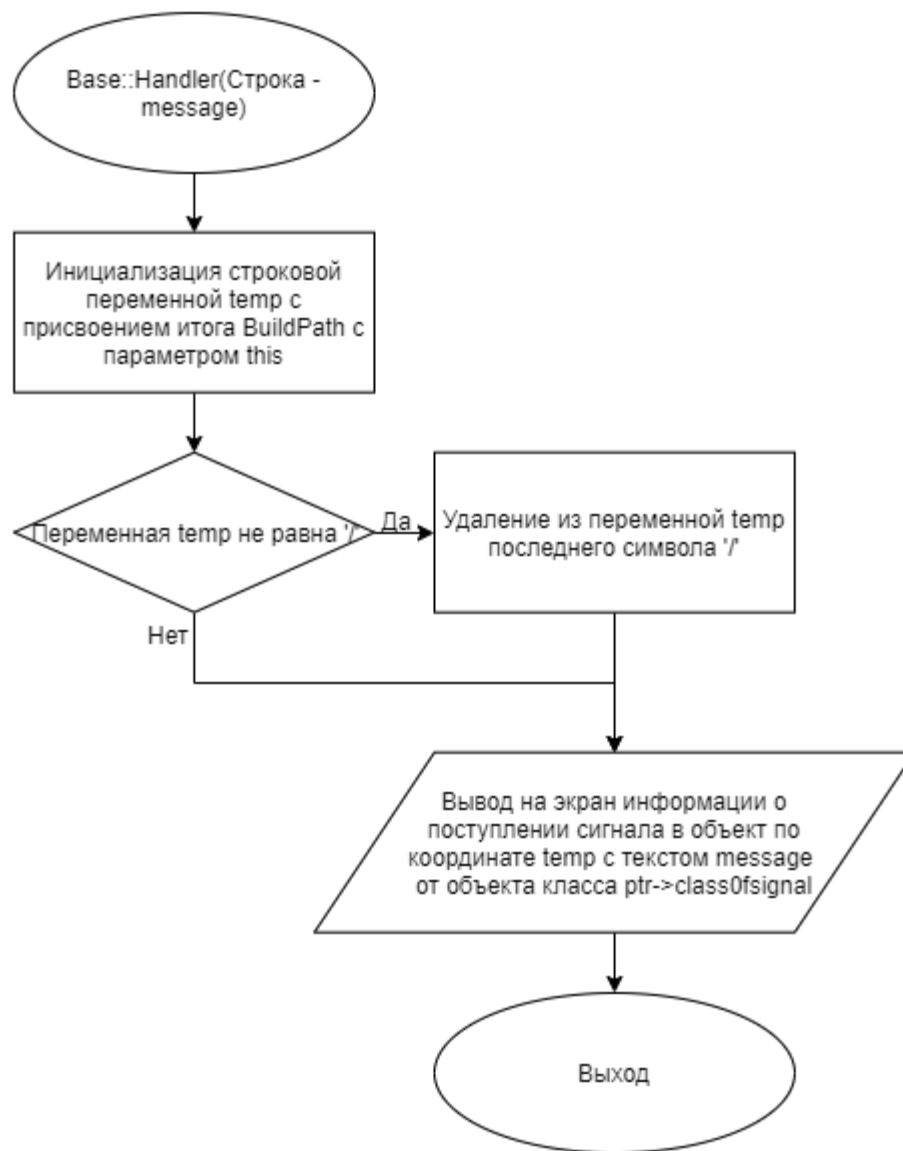 Base::Handler(Строка -
message)
Инициализация строковой
переменной temp с
присвоением итога BuildPath с
параметром this
Переменная temp не равна '/'
Да
Удаление из переменной temp
последнего символа '/'
Нет
Вывод на экран информации о
поступлении сигнала в объект по
координате temp с текстом message
от объекта класса ptr->class0fsignal
Выход